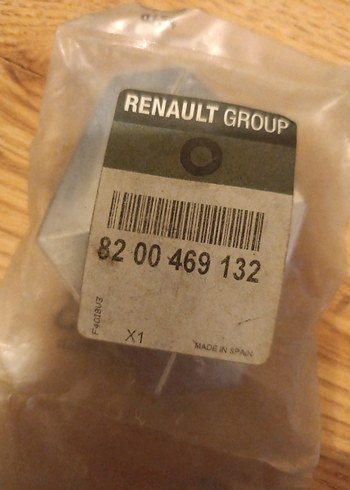 RENAULT GROUP
82 00 469 132
X1
MADE IN SPAIN